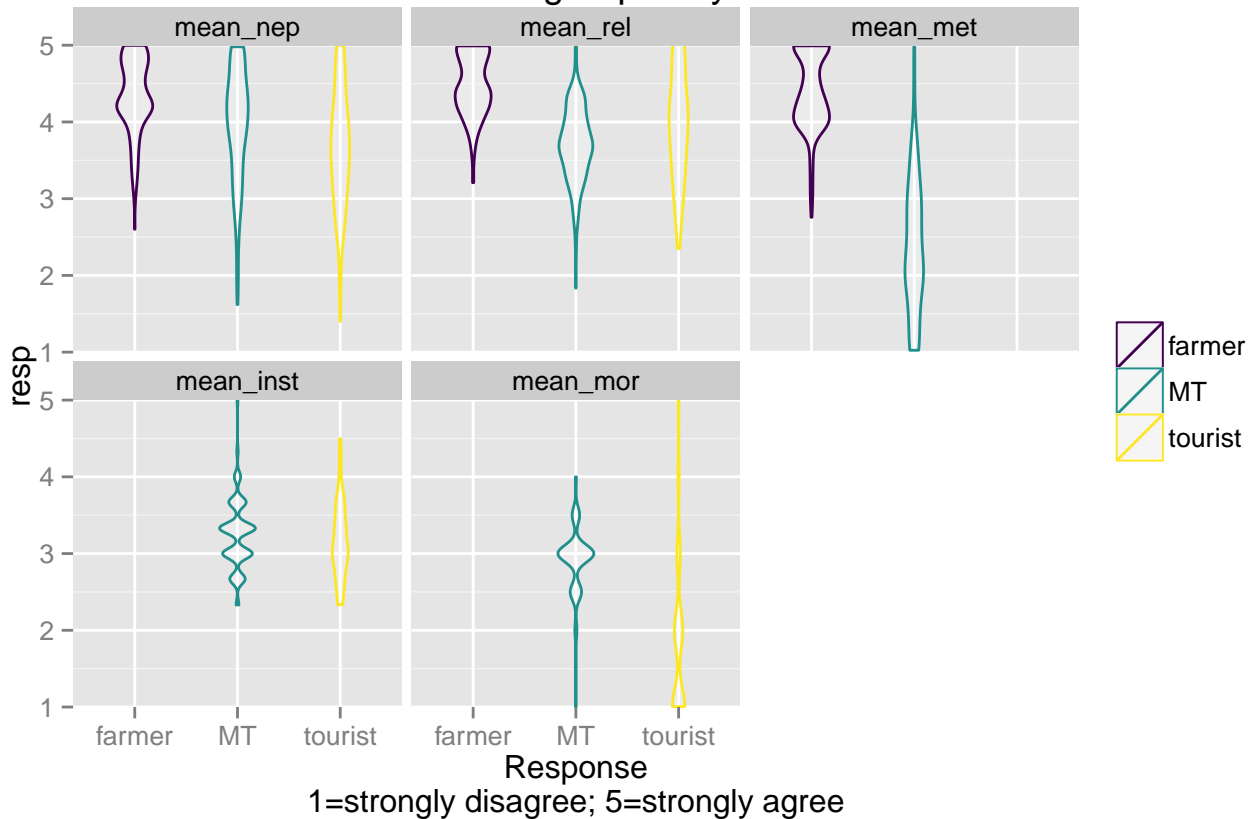 mean_nep mean_rel mean_met
5
4
3
2
1
resp
mean_inst mean_mor
5
4
3
2
1
farmer MT tourist farmer MT tourist
Response
1=strongly disagree; 5=strongly agree
farmer
MT
tourist